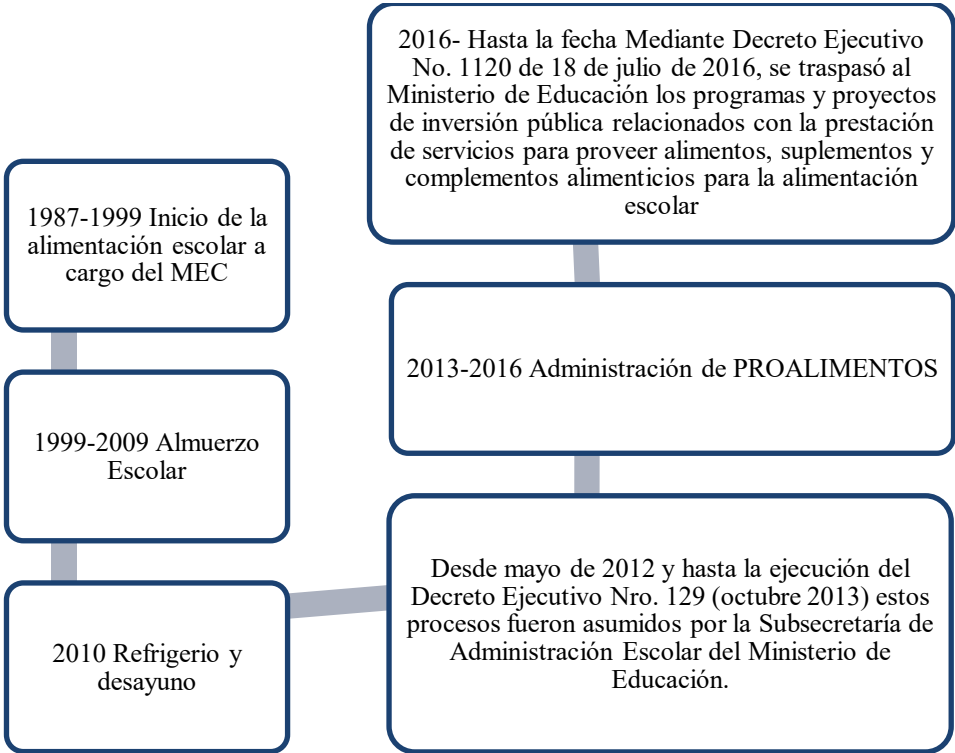 1987-1999 Inicio de la
alimentación escolar a
cargo del MEC
1999-2009 Almuerzo
Escolar
2010 Refrigerio y
desayuno
Desde mayo de 2012 y hasta la ejecución del
Decreto Ejecutivo Nro. 129 (octubre 2013) estos
procesos fueron asumidos por la Subsecretaría de
Administración Escolar del Ministerio de
Educación.
2013-2016 Administración de PROALIMENTOS
2016- Hasta la fecha Mediante Decreto Ejecutivo
No. 1120 de 18 de julio de 2016, se traspasó al
Ministerio de Educación los programas y proyectos
de inversión pública relacionados con la prestación
de servicios para proveer alimentos, suplementos y
complementos alimenticios para la alimentación
escolar